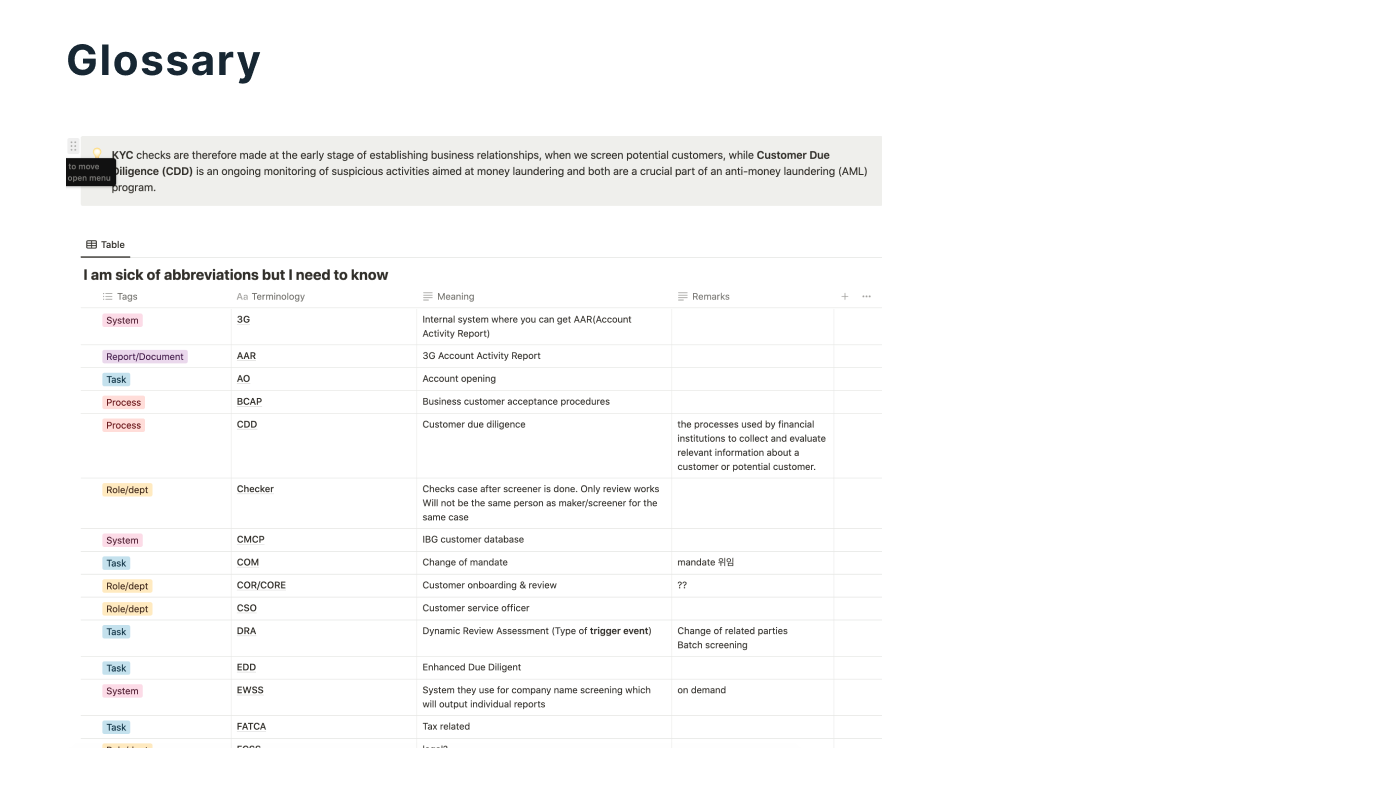 Glossary
to move
open menu
KYC checks are therefore made at the early stage of establishing business relationships, when we screen potential customers, while Customer Due
Diligence (CDD) is an ongoing monitoring of suspicious activities aimed at money laundering and both are a crucial part of an anti-money laundering (AML)
program.
Table
I am sick of abbreviations but I need to know
Tags Aa Terminology Meaning Remarks
System 3G Internal system where you can get AAR(Account
Activity Report)
Report/Document AAR 3G Account Activity Report
Task AO Account opening
Process BCAP Business customer acceptance procedures
Process CDD Customer due diligence the processes used by financial
institutions to collect and evaluate
relevant information about a
customer or potential customer.
Role/dept Checker Checks case after screener is done. Only review works
Will not be the same person as maker/screener for the
same case
System CMCP IBG customer database
Task COM Change of mandate mandate 위임
Role/dept COR/CORE Customer onboarding & review ??
Role/dept CSO Customer service officer
Task DRA Dynamic Review Assessment (Type of trigger event) Change of related parties
Batch screening
Task EDD Enhanced Due Diligent
System EWSS System they use for company name screening which on demand
will output individual reports
Task FATCA Tax related